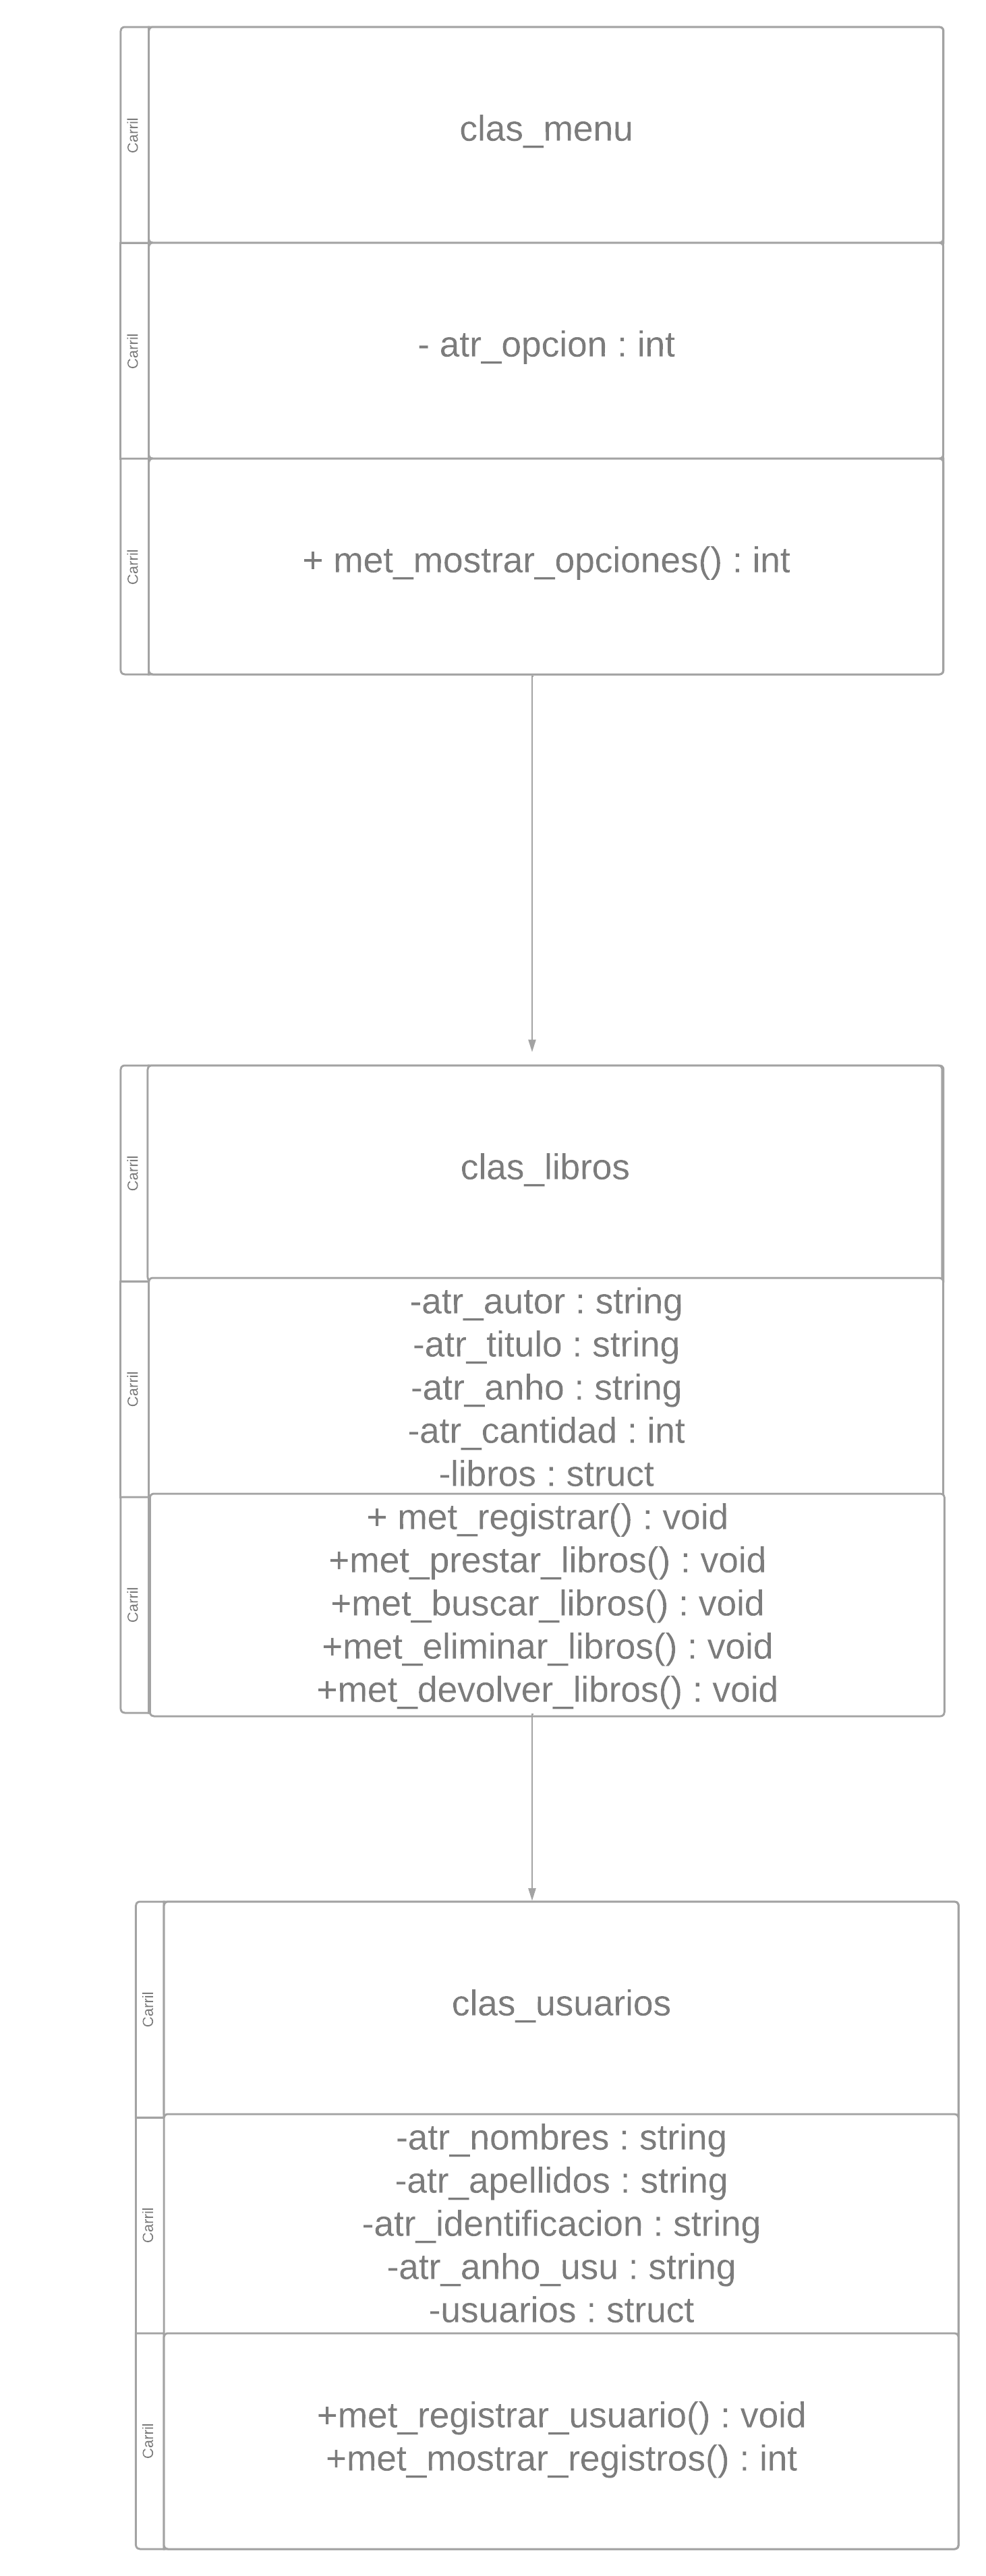 Carril
clas_menu
Carril
- atr_opcion : int
Carril
+ met_mostrar_opciones() : int
Carril
clas_libros
Carril
-atr_autor : string
-atr_titulo : string
-atr_anho : string
-atr_cantidad : int
-libros : struct
Carril
+ met_registrar() : void
+met_prestar_libros() : void
+met_buscar_libros() : void
+met_eliminar_libros() : void
+met_devolver_libros() : void
Carril
clas_usuarios
Carril
-atr_nombres : string
-atr_apellidos : string
-atr_identificacion : string
-atr_anho_usu : string
-usuarios : struct
Carril
+met_registrar_usuario() : void
+met_mostrar_registros() : int